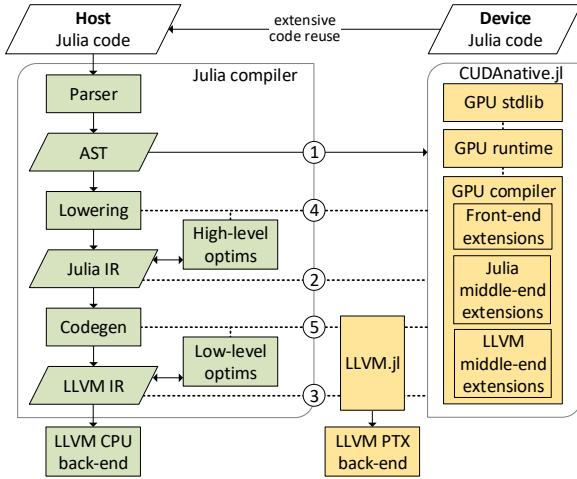 Host
Julia code
extensive
code reuse
Device
Julia code
Julia compiler
Parser
AST
Lowering
High-level
optims
Julia IR
Codegen
Low-level
optims
LLVM IR
LLVM CPU
back-end
1
4
2
5
3
LLVM.jl
LLVM PTX
back-end
CUDAnative.jl
GPU stdlib
GPU runtime
GPU compiler
Front-end
extensions
Julia
middle-end
extensions
LLVM
middle-end
extensions